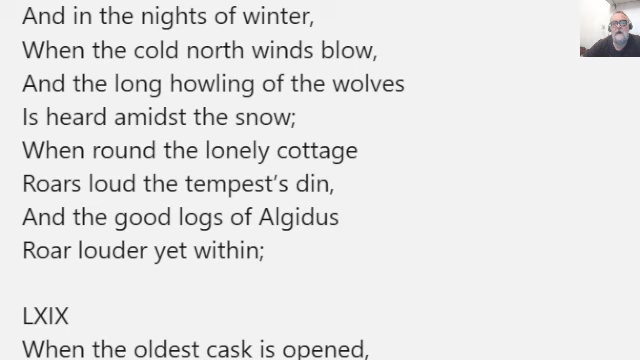 And in the nights of winter,
When the cold north winds blow,
And the long howling of the wolves
Is heard amidst the snow;
When round the lonely cottage
Roars loud the tempest’s din,
And the good logs of Algidus
Roar louder yet within;
LXIX
When the oldest cask is opened,